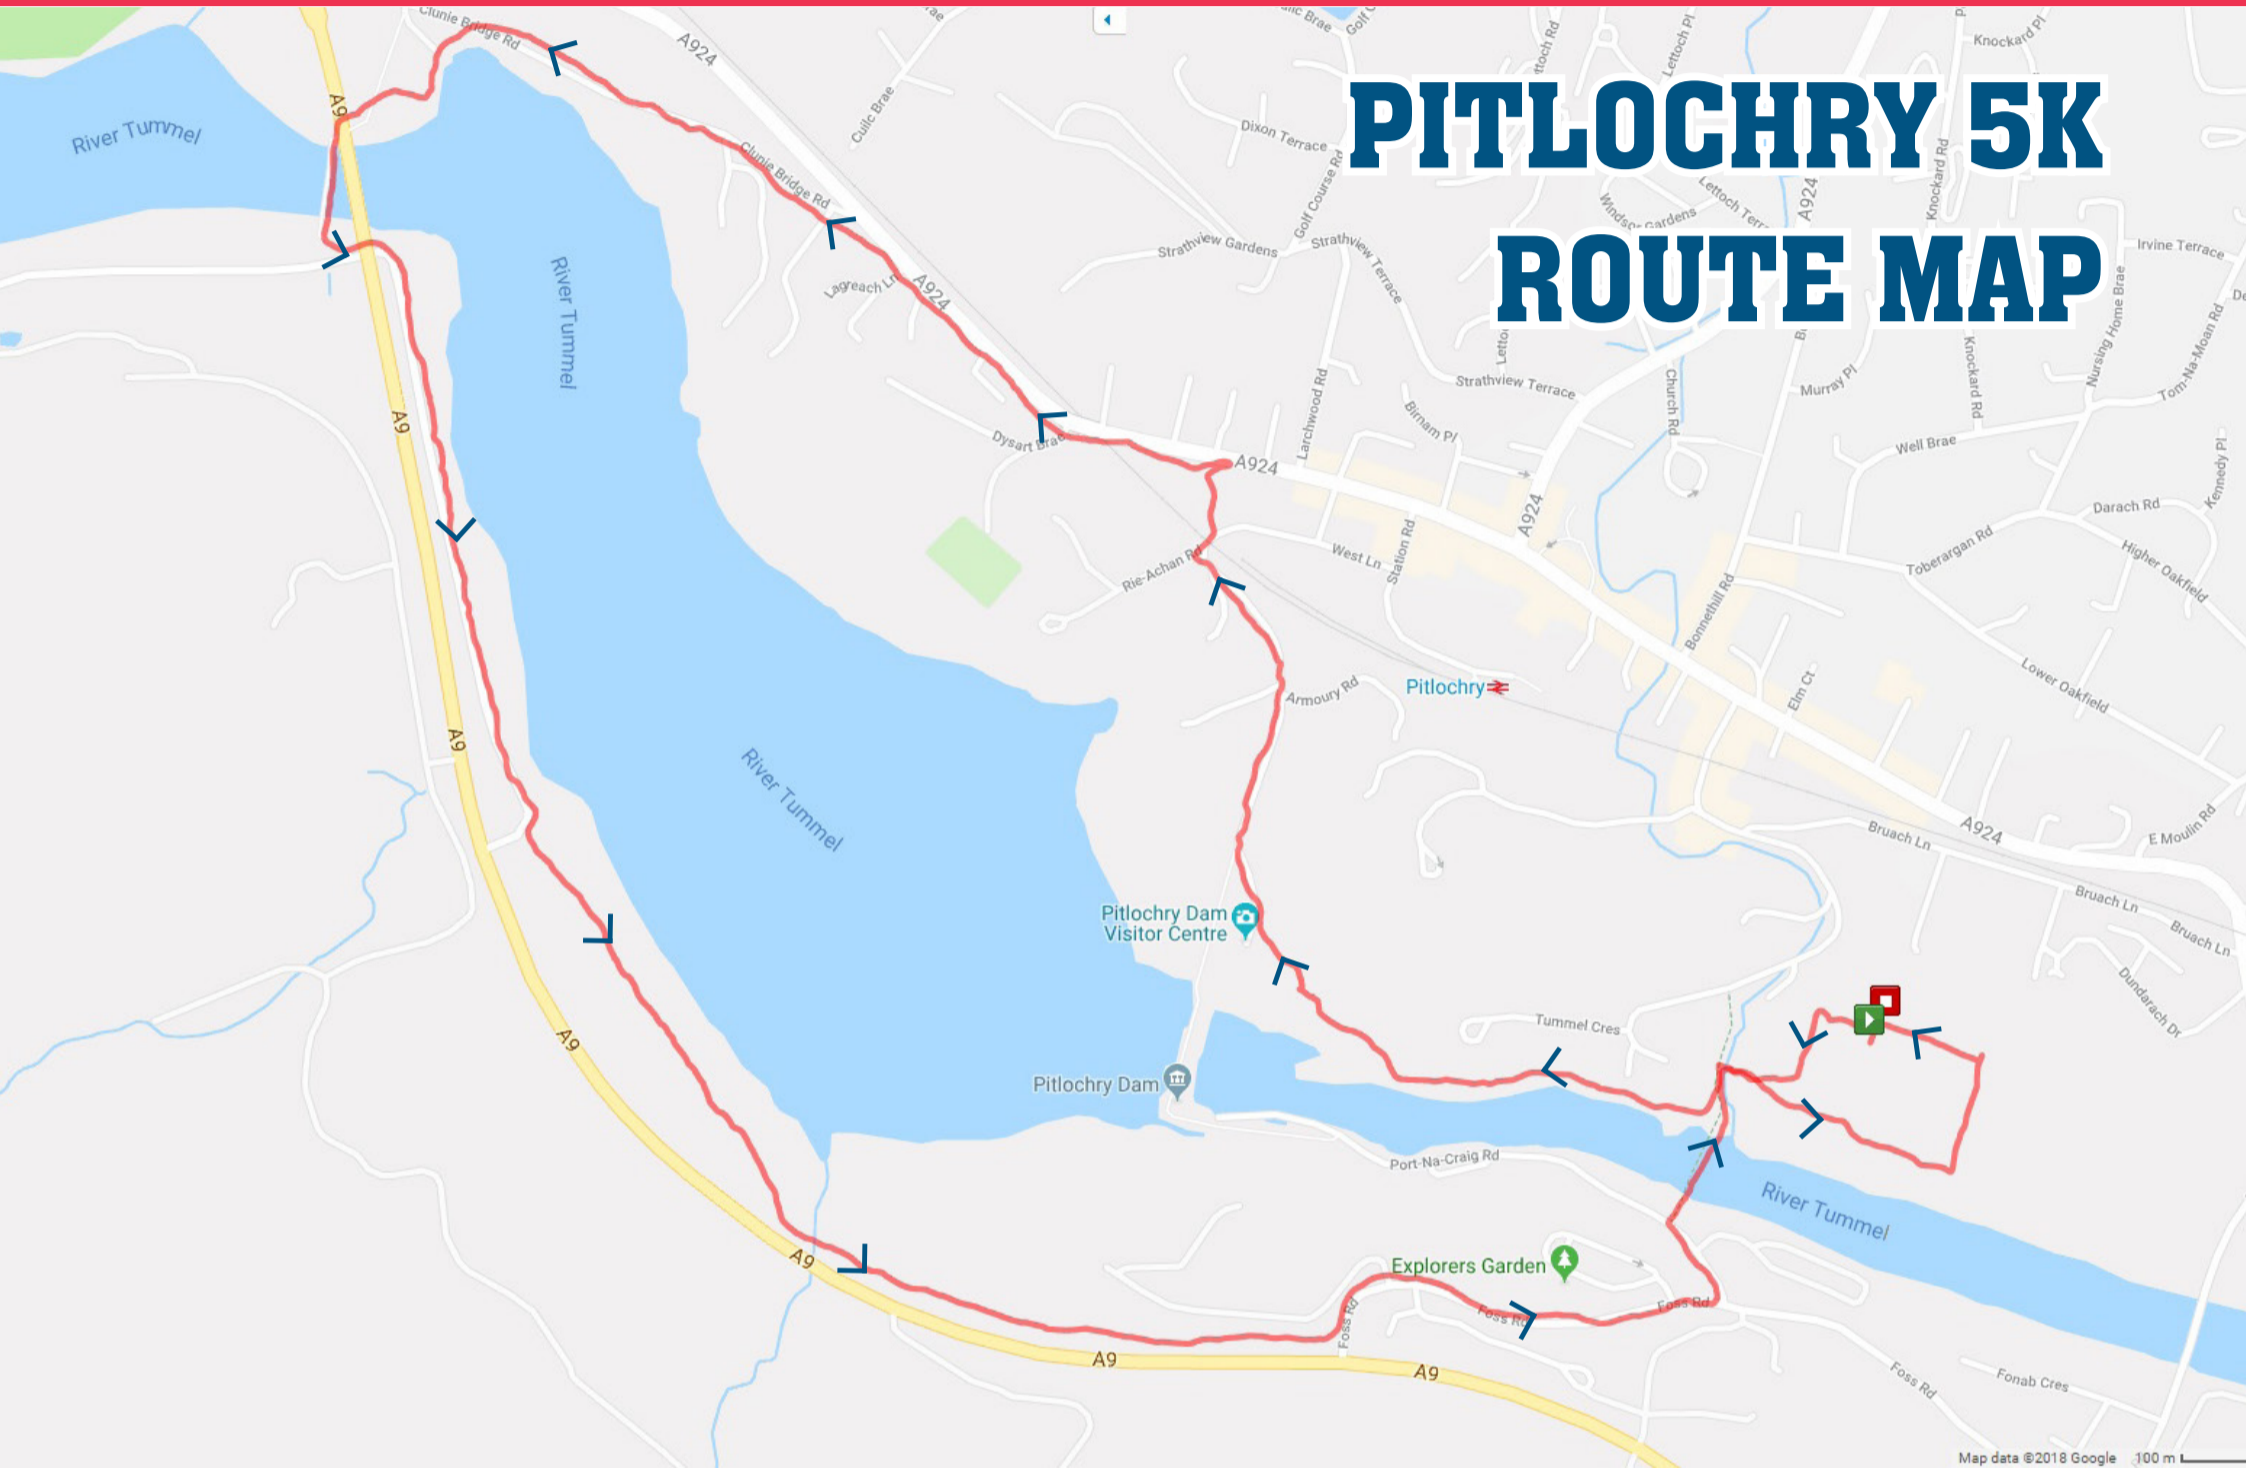 Clunie Bridge Rd
A924
Cuilc Brae
Golf C
Lettoch Pl
Knockard Pl
PITLOCHRY 5K
ROUTE MAP
A9
River Tummel
Dixon Terrace
Golf Course Rd
Lettoch Terr
Windsor Gardens
A924
Knockard Rd
Clunie Bridge Rd
Strathview Gardens
Strathview Terrace
Irvine Terrace
Nursing Home Brae
Lagreach Ln
A924
River Tummel
Tom-Na-Moan Rd
Knockard Rd
Murray Pl
Church Rd
Strathview Terrace
Larchwood Rd
Birnam Pl
A9
Dysart Brae
A924
Well Brae
Kennedy Pl
A924
Darach Rd
Toberargan Rd
Higher Oakfield
Rie-Achan Rd
West Ln
Station Rd
Bonnethill Rd
Armoury Rd
Pitlochry
Elm Ct
Lower Oakfield
A9
River Tummel
Bruach Ln
A924
E Moulin Rd
Bruach Ln
Bruach Ln
Dundarach Dr
Pitlochry Dam
Visitor Centre
A9
Tummel Cres
Pitlochry Dam
Port-Na-Craig Rd
River Tummel
A9
Explorers Garden
Foss Rd
Foss Rd
Foss Rd
A9
A9
Foss Rd
Fonab Cres
Map data ©2018 Google 100 m